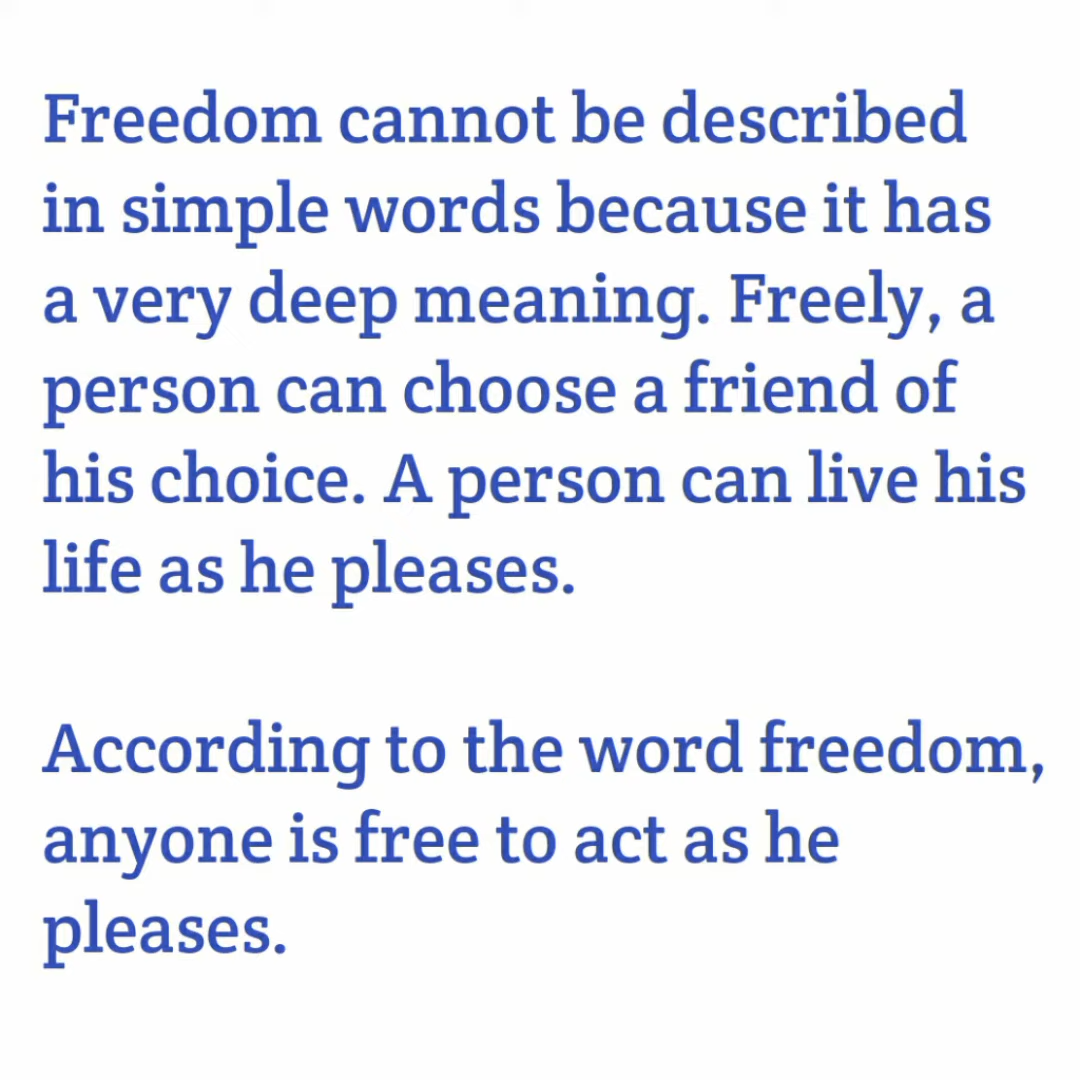 Freedom cannot be described
in simple words because it has
a very deep meaning. Freely, a
person can choose a friend of
his choice. A person can live his
life as he pleases.
According to the word freedom,
anyone is free to act as he
pleases.